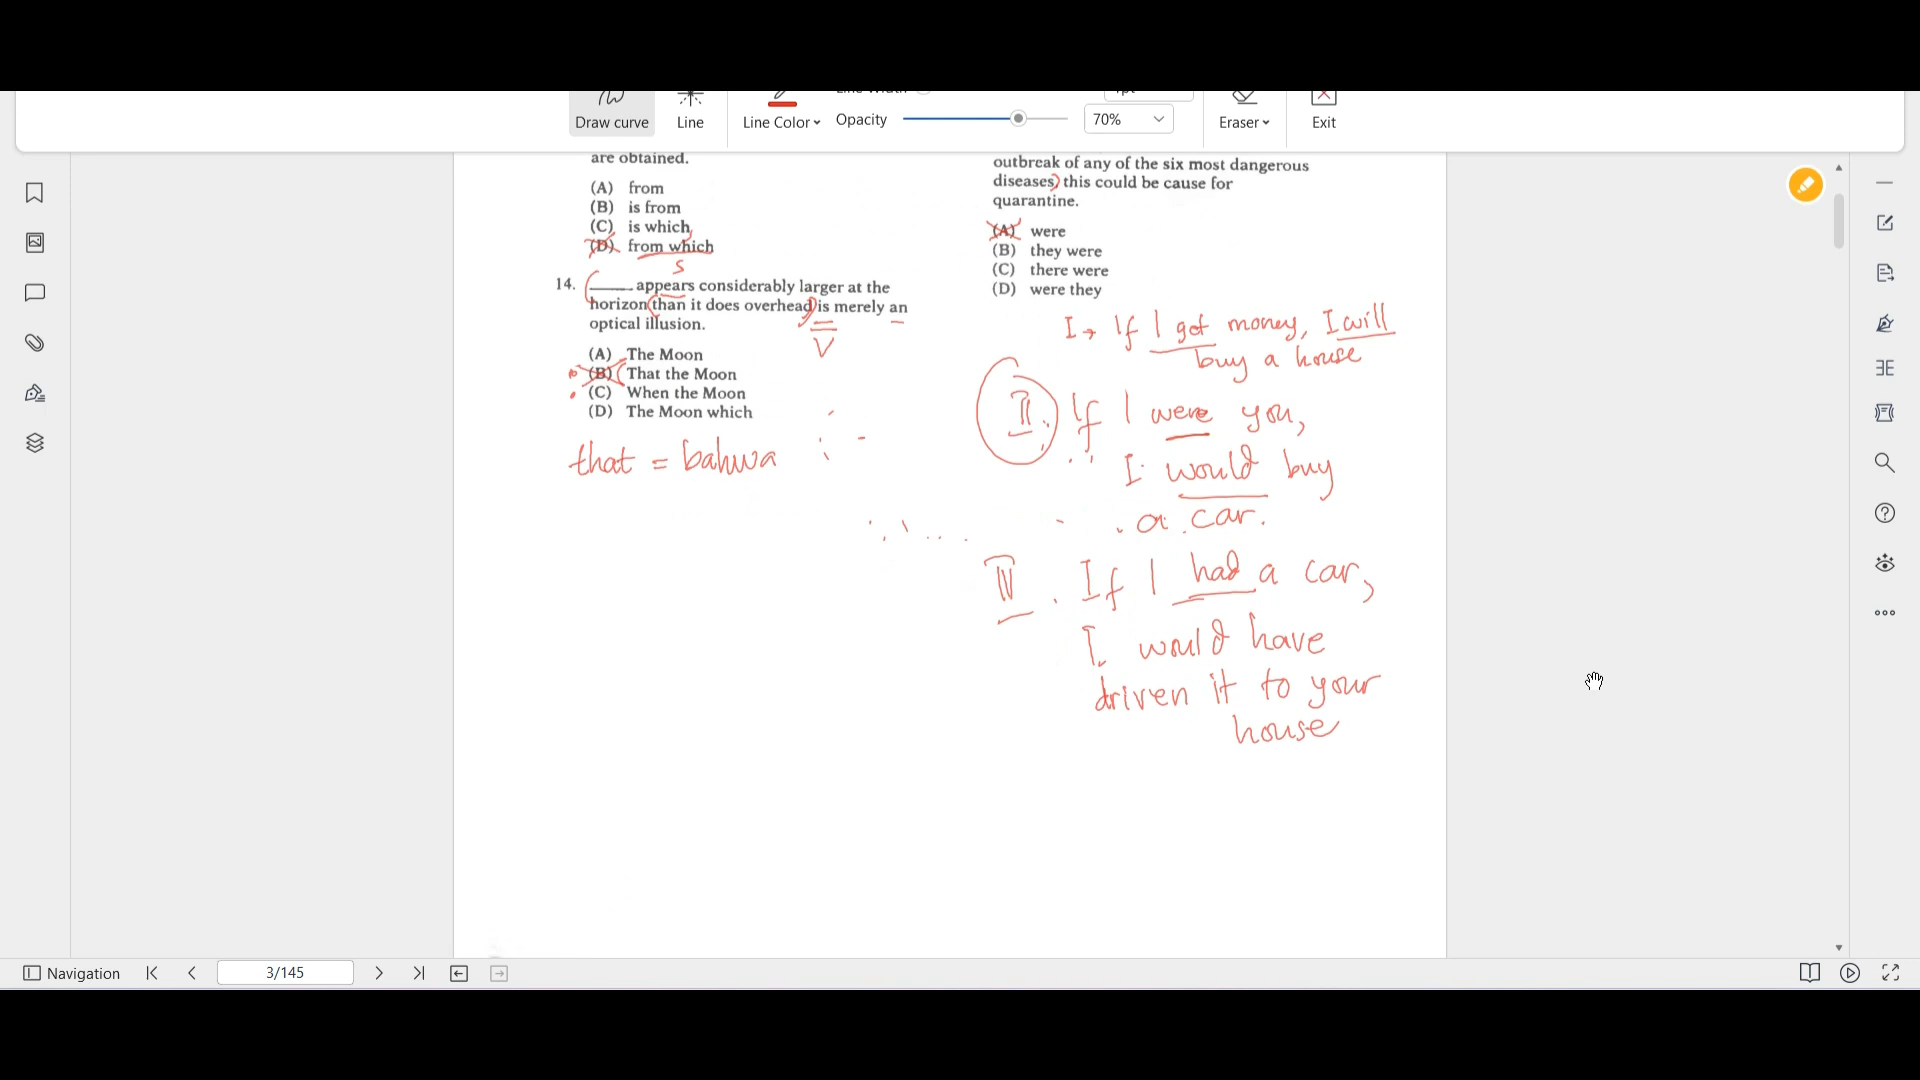 Draw curve
Line
Line Color
Opacity
70%
Eraser
Exit
are obtained.
(A) from
(B) is from
(C) is which
(D) from which
s
14. ____ appears considerably larger at the
horizon than it does overhead is merely an
optical illusion.
V
(A) The Moon
(B) That the Moon
(C) When the Moon
(D) The Moon which
that = bahwa
outbreak of any of the six most dangerous
diseases, this could be cause for
quarantine.
(A) were
(B) they were
(C) there were
(D) were they
I → If I get money, I will
buy a house
II. If I were you,
I would buy
a car.
If I had a car,
I would have
driven it to your
house
Navigation
3/145